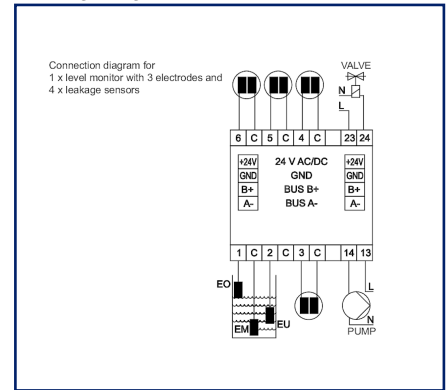 Connection diagram for
1 x level monitor with 3 electrodes and
4 x leakage sensors
VALVE
N
L
6 C 5 C 4 C 23 24
+24V 24 V AC/DC +24V
GND GND GND
B+ BUS B+ B+
A- BUS A- A-
1 C 2 C 3 C 14 13
EO
L
EU
N
EM
PUMP